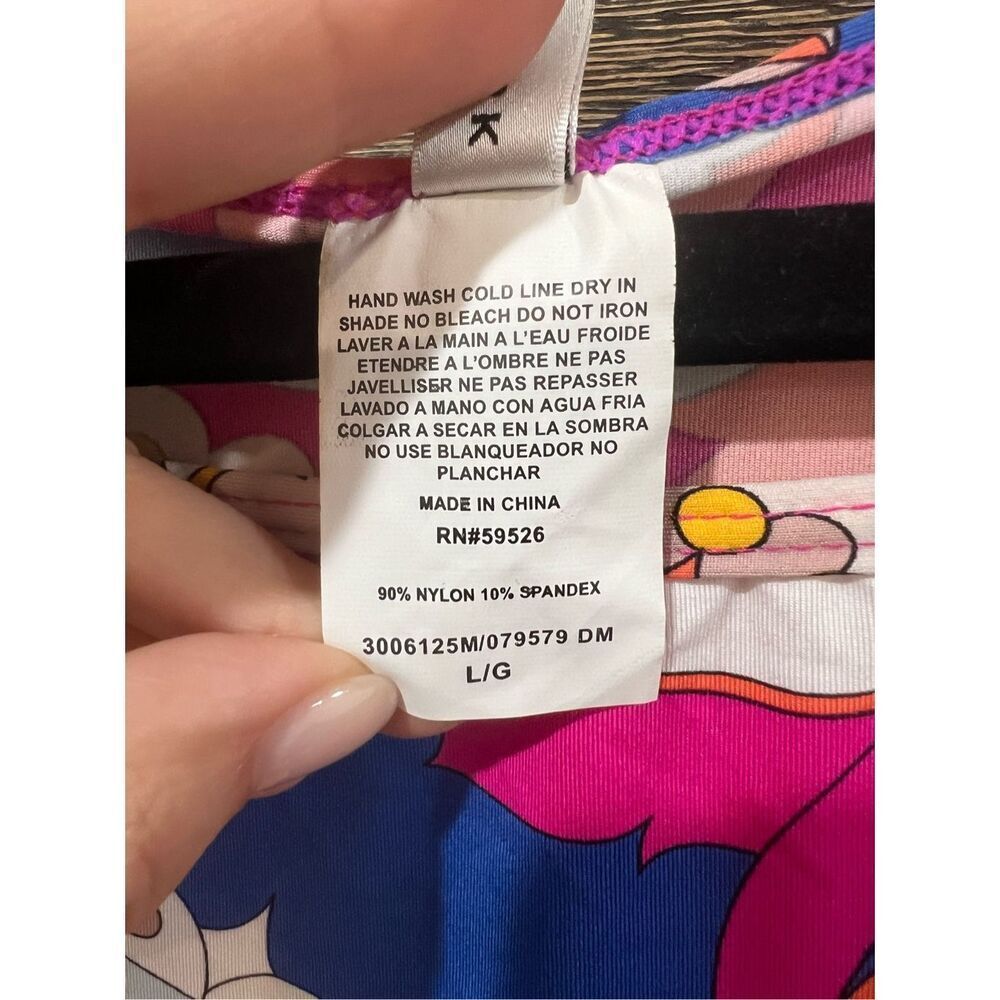 K
HAND WASH COLD LINE DRY IN
SHADE NO BLEACH DO NOT IRON
LAVER A LA MAIN A L'EAU FROIDE
ETENDRE A L'OMBRE NE PAS
JAVELLISER NE PAS REPASSER
LAVADO A MANO CON AGUA FRIA
COLGAR A SECAR EN LA SOMBRA
NO USE BLANQUEADOR NO
PLANCHAR
MADE IN CHINA
RN#59526
90% NYLON 10% SPANDEX
3006125M/079579 DM
L/G